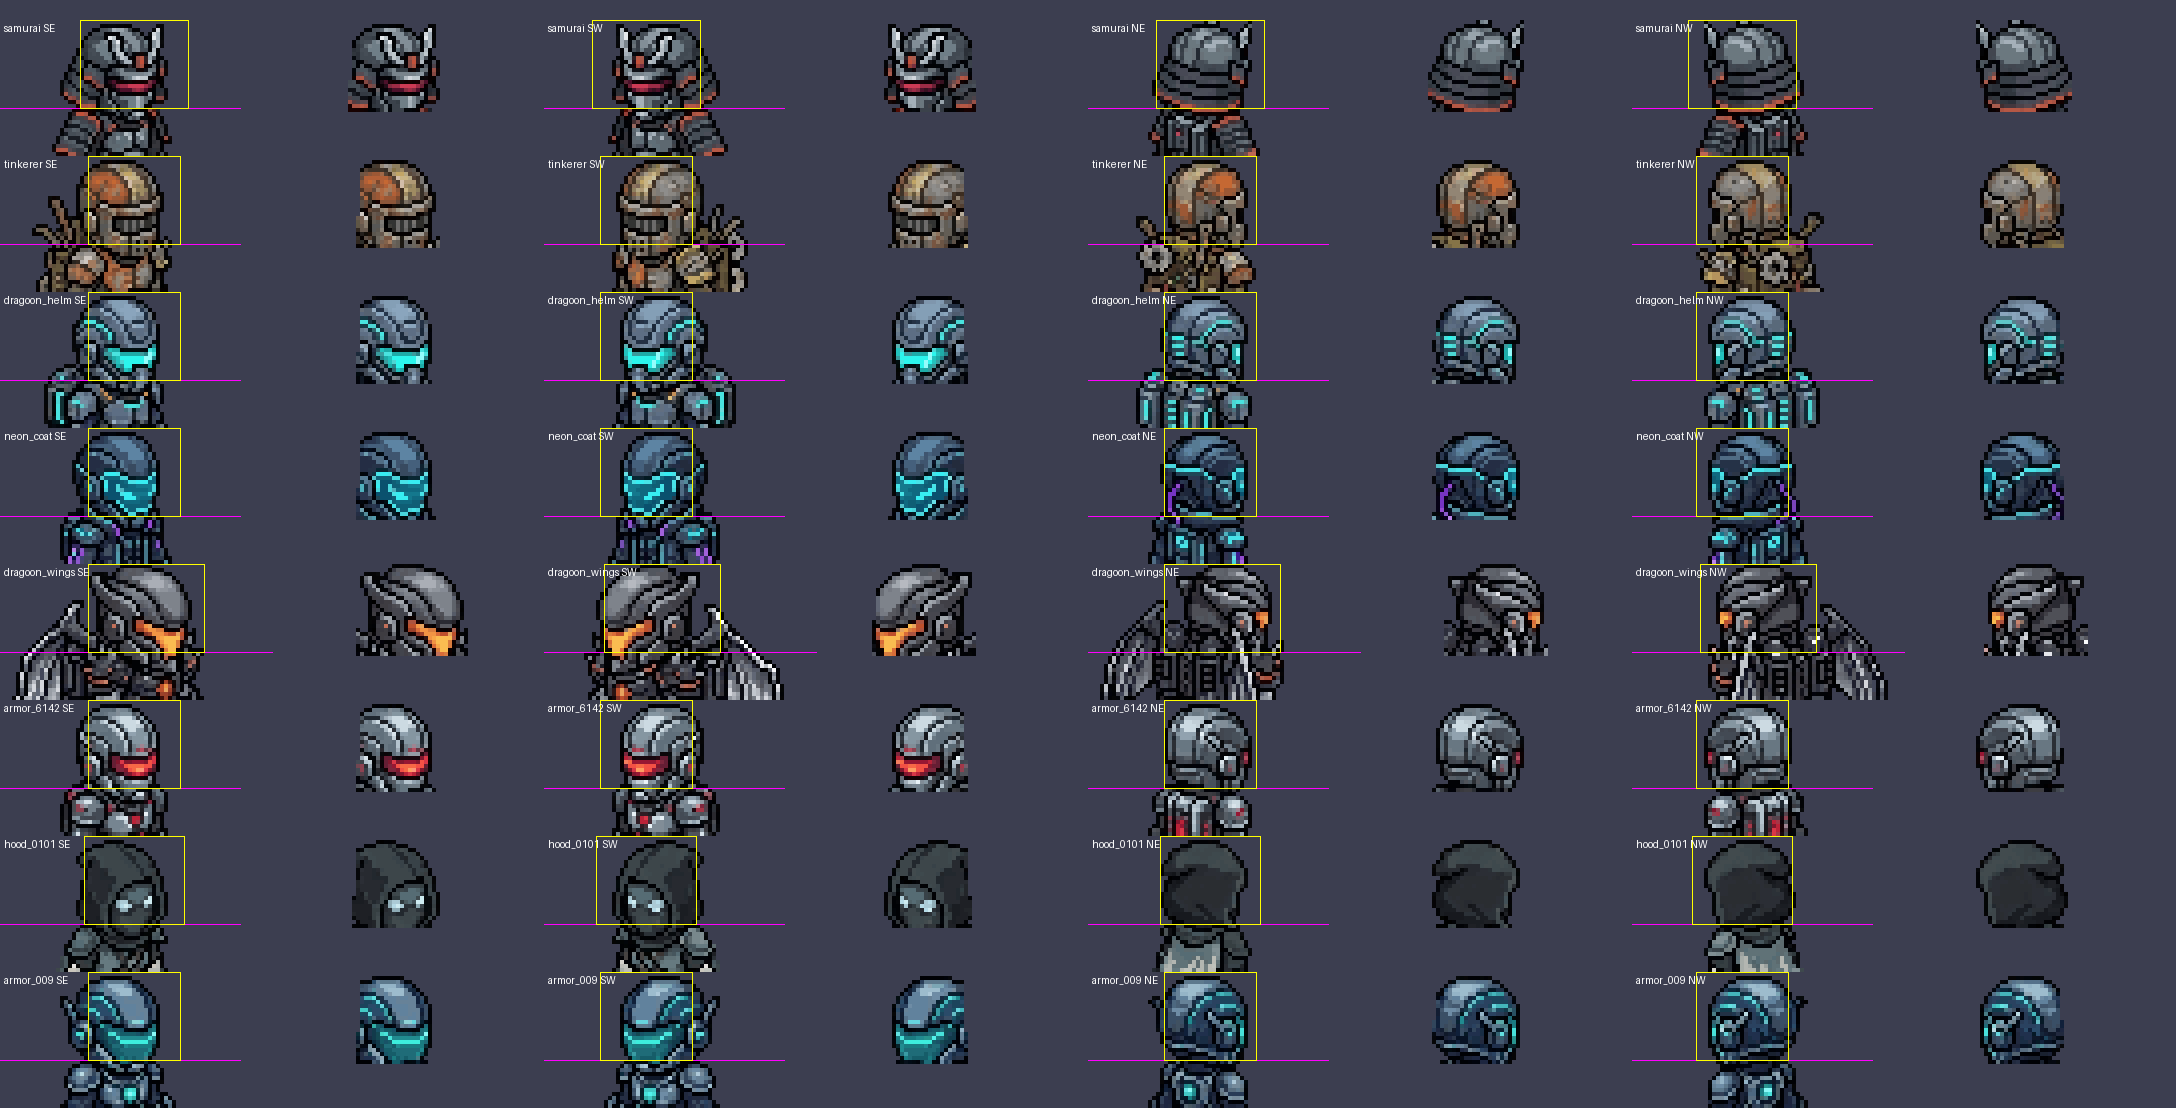 samurai SE
samurai SW
samurai NE
samurai NW
tinkerer SE
tinkerer SW
tinkerer NE
tinkerer NW
dragoon_helm SE
dragoon_helm SW
dragoon_helm NE
dragoon_helm NW
neon_coat SE
neon_coat SW
neon_coat NE
neon_coat NW
dragoon_wings SE
dragoon_wings SW
dragoon_wings NE
dragoon_wings NW
armor_6142 SE
armor_6142 SW
armor_6142 NE
armor_6142 NW
hood_0101 SE
hood_0101 SW
hood_0101 NE
hood_0101 NW
armor_009 SE
armor_009 SW
armor_009 NE
armor_009 NW